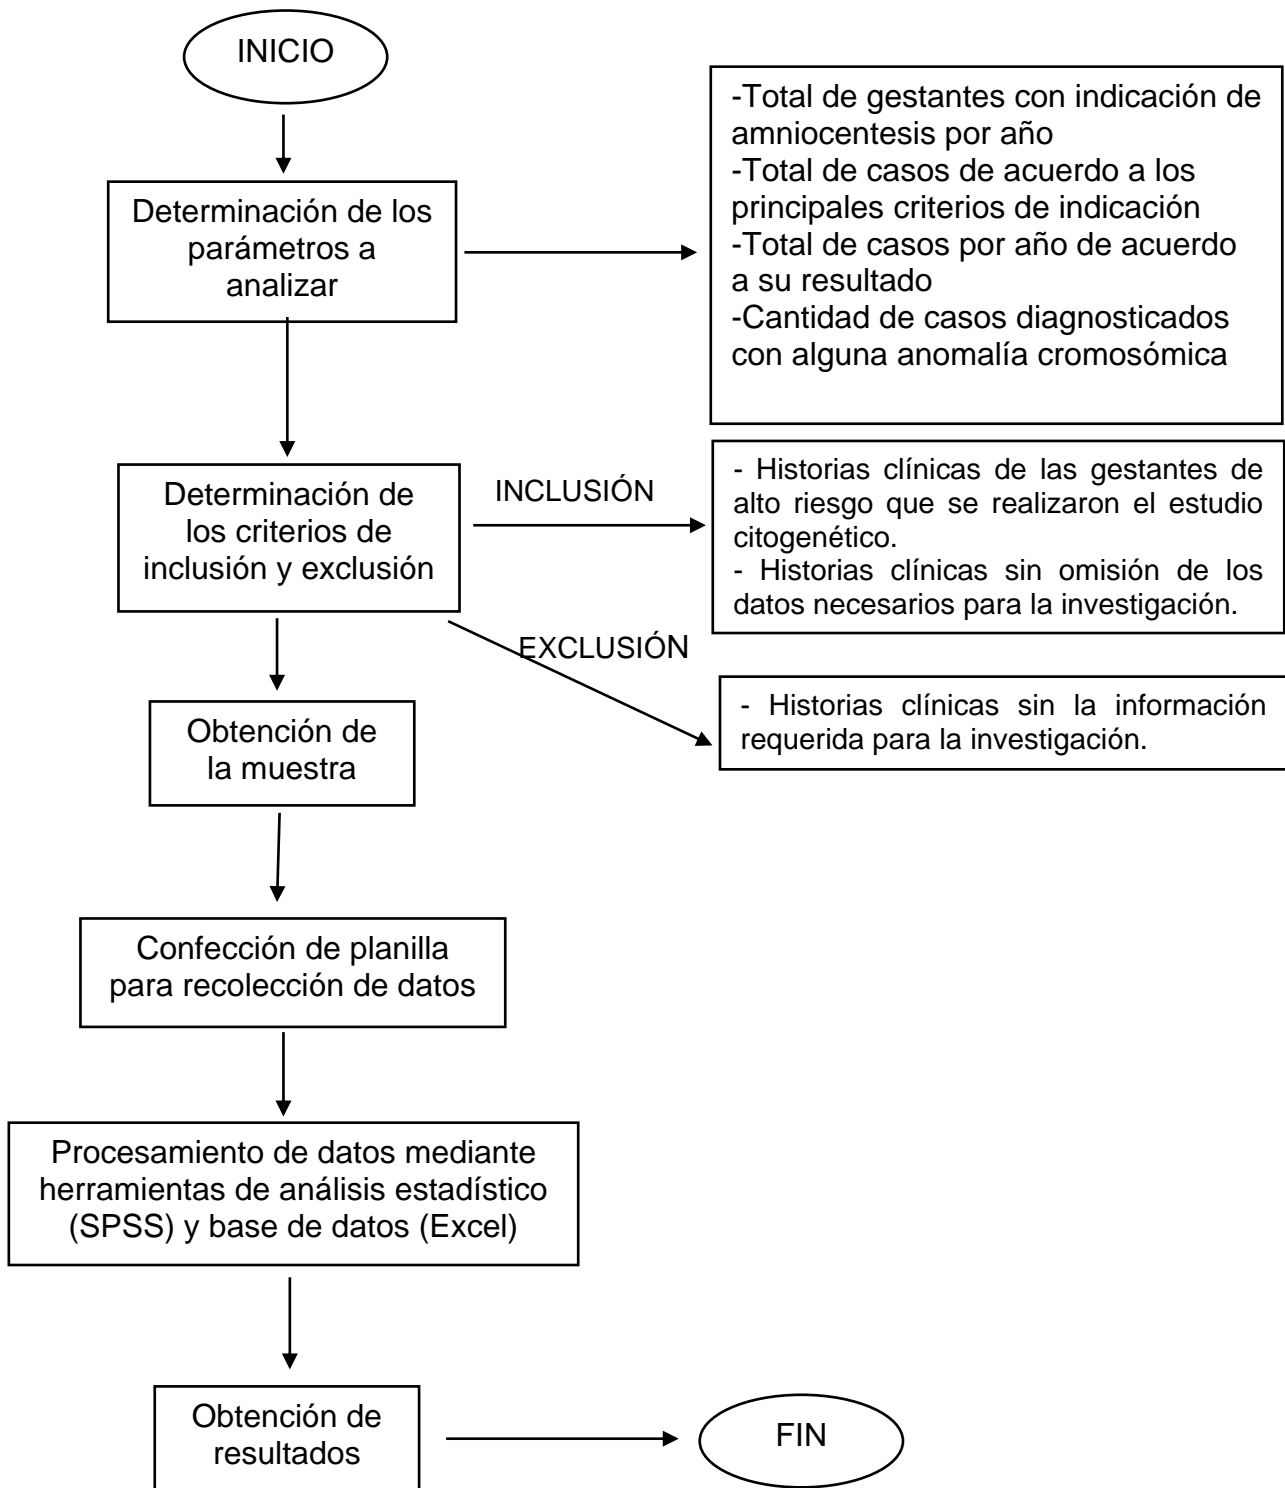 INICIO
Determinación de los
parámetros a
analizar
-Total de gestantes con indicación de
amniocentesis por año
-Total de casos de acuerdo a los
principales criterios de indicación
-Total de casos por año de acuerdo
a su resultado
-Cantidad de casos diagnosticados
con alguna anomalía cromosómica
Determinación de
los criterios de
inclusión y exclusión
INCLUSIÓN
- Historias clínicas de las gestantes de
alto riesgo que se realizaron el estudio
citogenético.
- Historias clínicas sin omisión de los
datos necesarios para la investigación.
EXCLUSIÓN
- Historias clínicas sin la información
requerida para la investigación.
Obtención de
la muestra
Confección de planilla
para recolección de datos
Procesamiento de datos mediante
herramientas de análisis estadístico
(SPSS) y base de datos (Excel)
Obtención de
resultados
FIN